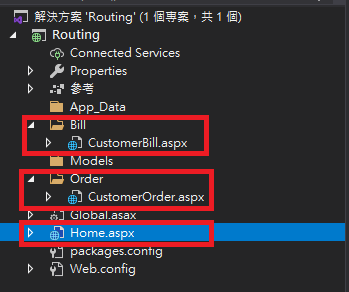 解決方案 'Routing' (1 個專案，共 1 個)
Routing
Connected Services
Properties
參考
App_Data
Bill
CustomerBill.aspx
Models
Order
CustomerOrder.aspx
Global.asax
Home.aspx
packages.config
Web.config